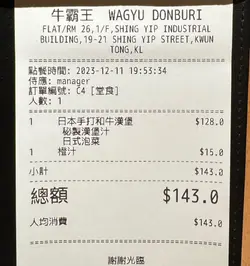 牛霸王 WAGYU DONBURI
FLAT/RM 26,1/F,SHING YIP INDUSTRIAL
BUILDING,19-21 SHING YIP STREET,KWUN
TONG,KL
點餐時間: 2023-12-11 19:53:34
侍應: manager
訂單編號: C4 [堂食]
人數: 1
1 日本手打和牛漢堡 $128.0
秘製漢堡汁
日式泡菜
1 橙汁 $15.0
小計 $143.0
總額 $143.0
人均消費 $143.0
謝謝光臨